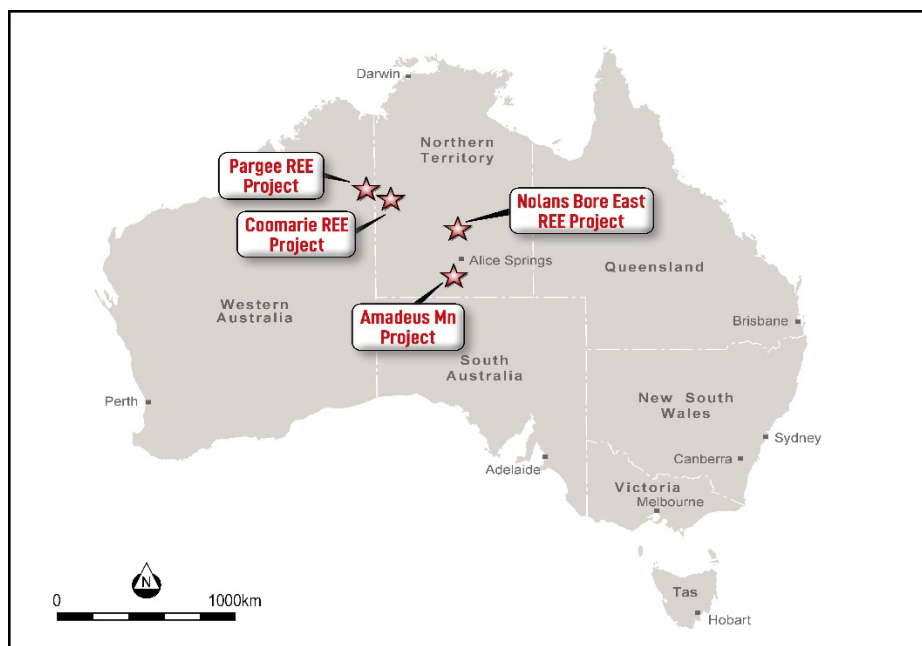 Darwin
Northern
Territory
Pargee REE
Project
Coomarie REE
Project
Nolans Bore East
REE Project
Alice Springs
Queensland
Western
Australia
Amadeus Mn
Project
Brisbane
South
Australia
New South
Wales
Perth
Sydney
Canberra
Adelaide
Victoria
Melbourne
N
0
1000km
Tas
Hobart